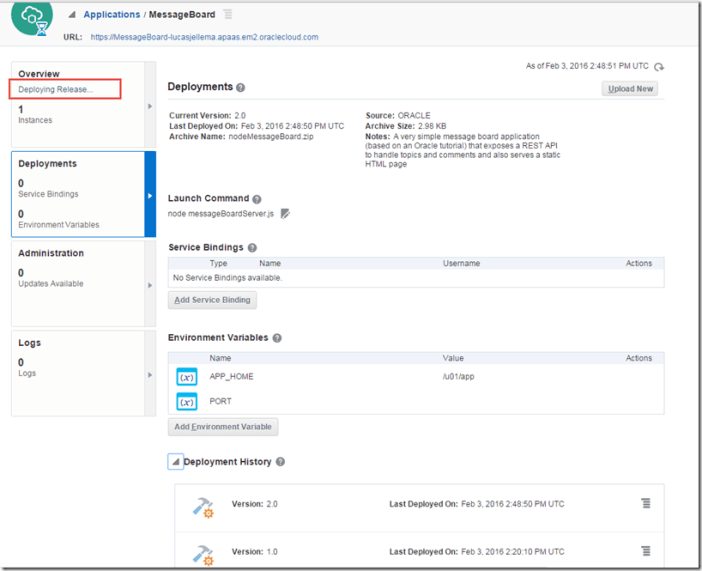 Applications / MessageBoard
URL: https://MessageBoard-lucasjellema.apaas.em2.oraclecloud.com
As of Feb 3, 2016 2:48:51 PM UTC
Overview
Deploying Release...
1
Instances
Deployments
0
Service Bindings
0
Environment Variables
Administration
0
Updates Available
Logs
0
Logs
Deployments
Upload New
Current Version: 2.0
Last Deployed On: Feb 3, 2016 2:48:50 PM UTC
Archive Name: nodeMessageBoard.zip
Source: ORACLE
Archive Size: 2.98 KB
Notes: A very simple message board application
(based on an Oracle tutorial) that exposes a REST API
to handle topics and comments and also serves a static
HTML page
Launch Command
node messageBoardServer.js
Service Bindings
Type Name Username Actions
No Service Bindings available.
Add Service Binding
Environment Variables
Name Value Actions
(x) APP_HOME /u01/app
(x) PORT
Add Environment Variable
Deployment History
Version: 2.0 Last Deployed On: Feb 3, 2016 2:48:50 PM UTC
Version: 1.0 Last Deployed On: Feb 3, 2016 2:20:10 PM UTC